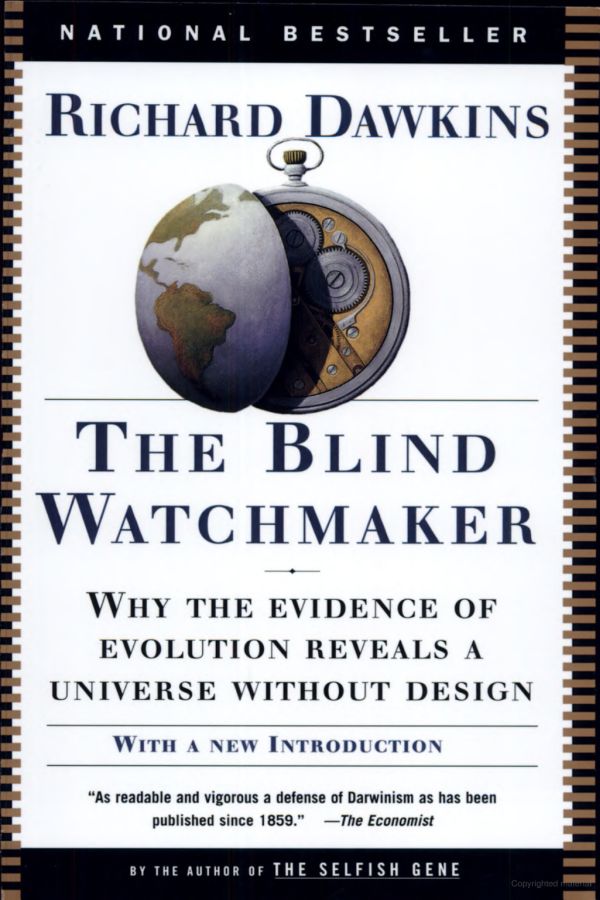 NATIONAL BESTSELLER
RICHARD DAWKINS
THE BLIND
WATCHMAKER
WHY THE EVIDENCE OF
EVOLUTION REVEALS A
UNIVERSE WITHOUT DESIGN
WITH A NEW INTRODUCTION
“As readable and vigorous a defense of Darwinism as has been
published since 1859.” —The Economist
BY THE AUTHOR OF THE SELFISH GENE
Copyrighted material